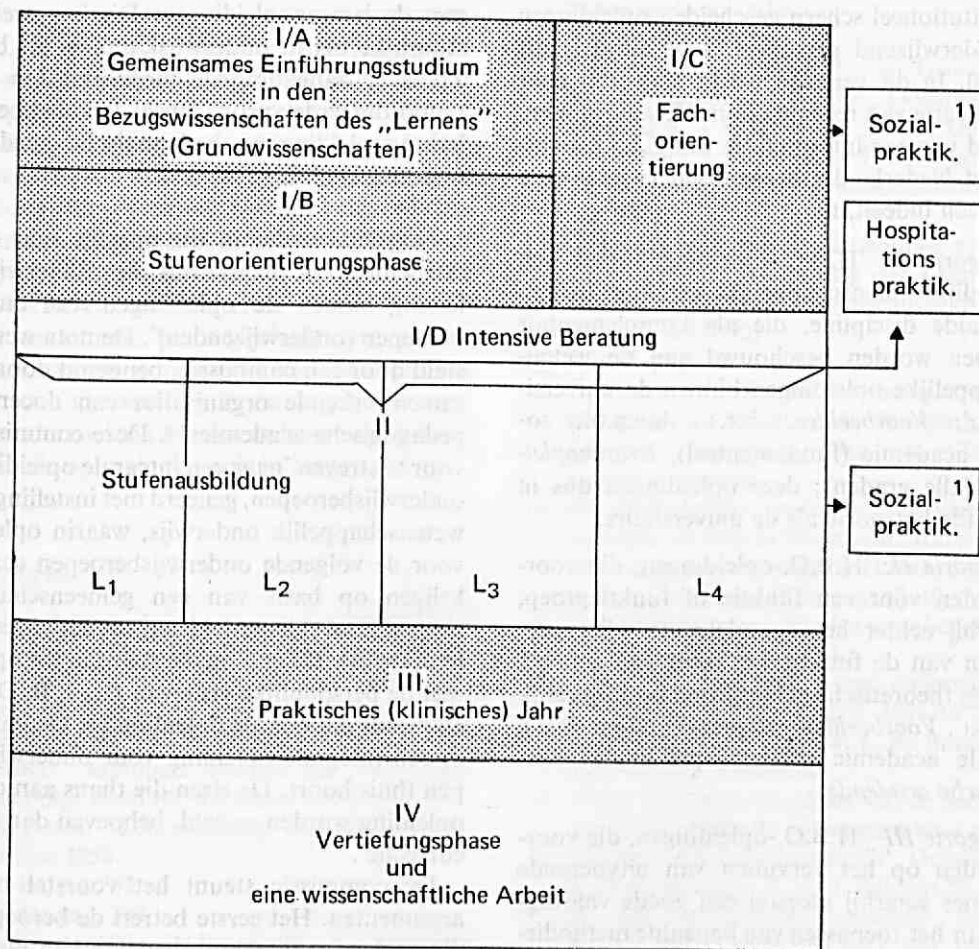 I/A
Gemeinsames Einführungsstudium
in den
Bezugswissenschaften des „Lernens”
(Grundwissenschaften)
I/C
Fach-
orien-
tierung
Sozial- 1)
praktik.
I/B
Stufenorientierungsphase
Hospita-
tions
praktik.
I/D Intensive Beratung
II
Stufenausbildung
Sozial- 1)
praktik.
L1
L2
L3
L4
III
Praktisches (klinisches) Jahr
IV
Vertiefungsphase
und
eine wissenschaftliche Arbeit